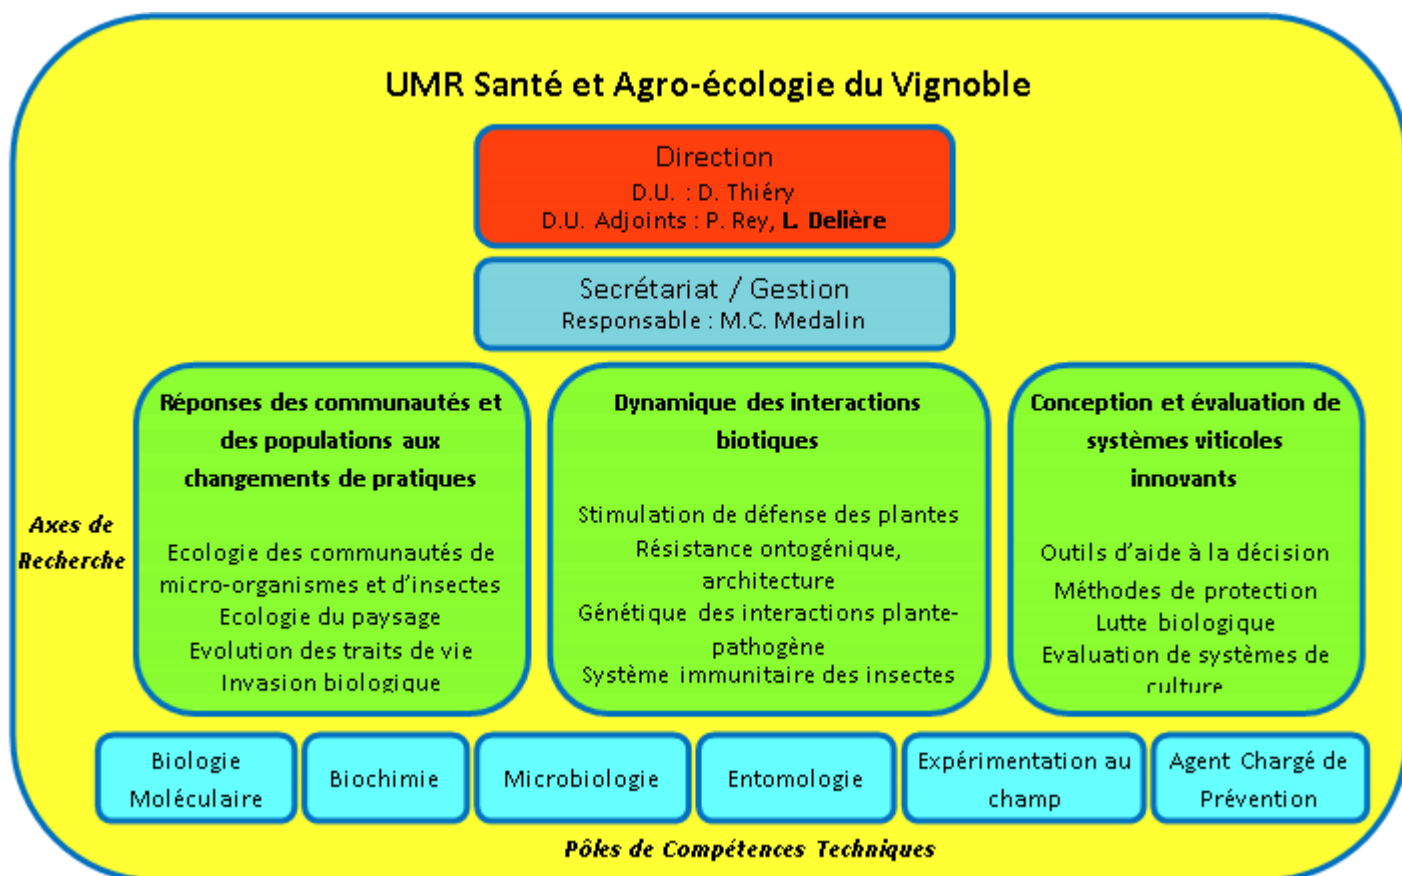 UMR Santé et Agro-écologie du Vignoble
Direction
D.U. : D. Thiéry
D.U. Adjoints : P. Rey, L. Delière
Secrétariat / Gestion
Responsable : M.C. Medalin
Axes de
Recherche
Réponses des communautés et
des populations aux
changements de pratiques
Ecologie des communautés de
micro-organismes et d'insectes
Ecologie du paysage
Evolution des traits de vie
Invasion biologique
Dynamique des interactions
biotiques
Stimulation de défense des plantes
Résistance ontogénique,
architecture
Génétique des interactions plante-
pathogène
Système immunitaire des insectes
Conception et évaluation de
systèmes viticoles
innovants
Outils d'aide à la décision
Méthodes de protection
Lutte biologique
Evaluation de systèmes de
culture
Biologie
Moléculaire
Biochimie
Microbiologie
Entomologie
Expérimentation au
champ
Agent Chargé de
Prévention
Pôles de Compétences Techniques